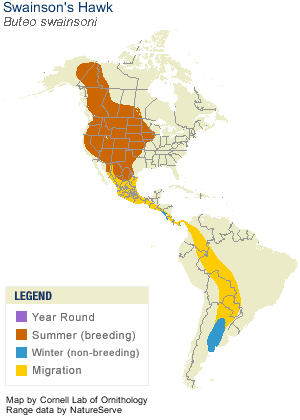 Swainson's Hawk
Buteo swainsoni
LEGEND
Year Round
Summer (breeding)
Winter (non-breeding)
Migration
Map by Cornell Lab of Ornithology
Range data by NatureServe